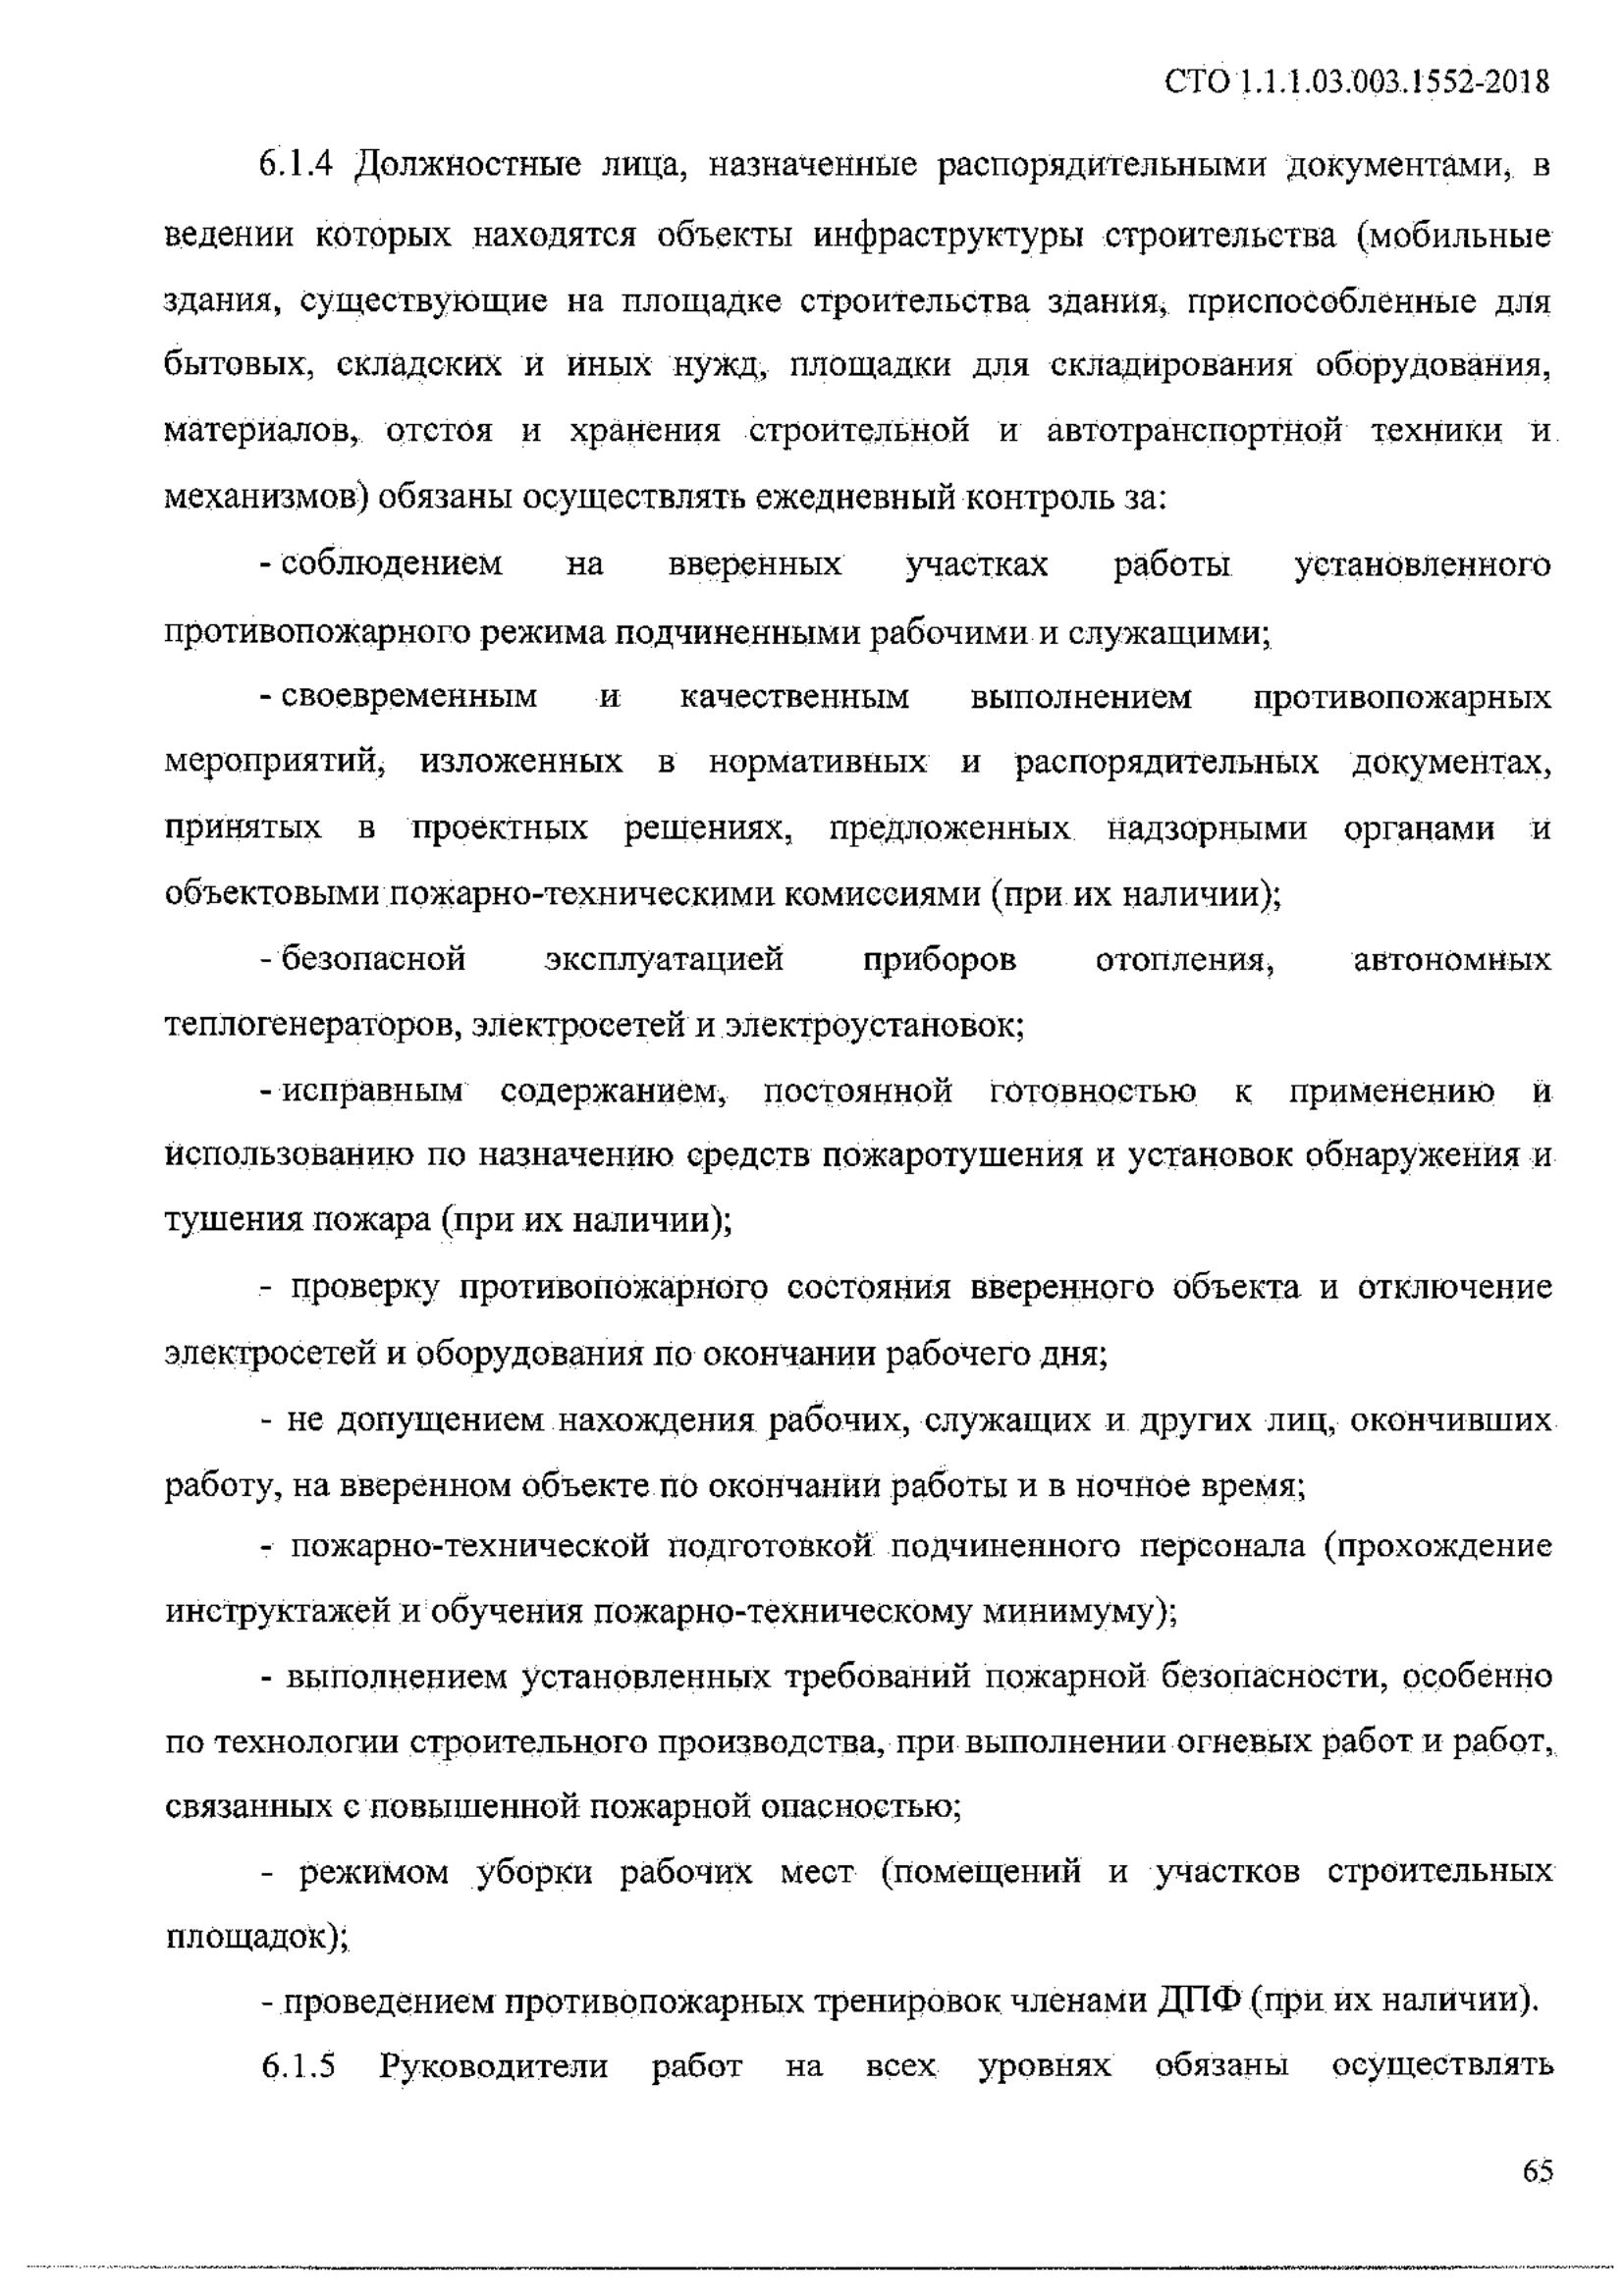 СТО 1.1.1.03.003.1552-2018
6.1.4 Должностные лица, назначенные распорядительными документами, в
ведении которых находятся объекты инфраструктуры строительства (мобильные
здания, существующие на площадке строительства здания, приспособленные для
бытовых, складских и иных нужд, площадки для складирования оборудования,
материалов, отстоя и хранения строительной и автотранспортной техники и
механизмов) обязаны осуществлять ежедневный контроль за:
- соблюдением на вверенных участках работы установленного
противопожарного режима подчиненными рабочими и служащими;
- своевременным и качественным выполнением противопожарных
мероприятий, изложенных в нормативных и распорядительных документах,
принятых в проектных решениях, предложенных надзорными органами и
объектовыми пожарно-техническими комиссиями (при их наличии);
- безопасной эксплуатацией приборов отопления, автономных
теплогенераторов, электросетей и электроустановок;
- исправным содержанием, постоянной готовностью к применению и
использованию по назначению средств пожаротушения и установок обнаружения и
тушения пожара (при их наличии);
- проверку противопожарного состояния вверенного объекта и отключение
электросетей и оборудования по окончании рабочего дня;
- не допущением нахождения рабочих, служащих и других лиц, окончивших
работу, на вверенном объекте по окончании работы и в ночное время;
- пожарно-технической подготовкой подчиненного персонала (прохождение
инструктажей и обучения пожарно-техническому минимуму);
- выполнением установленных требований пожарной безопасности, особенно
по технологии строительного производства, при выполнении огневых работ и работ,
связанных с повышенной пожарной опасностью;
- режимом уборки рабочих мест (помещений и участков строительных
площадок);
- проведением противопожарных тренировок членами ДПФ (при их наличии).
6.1.5 Руководители работ на всех уровнях обязаны осуществлять
65